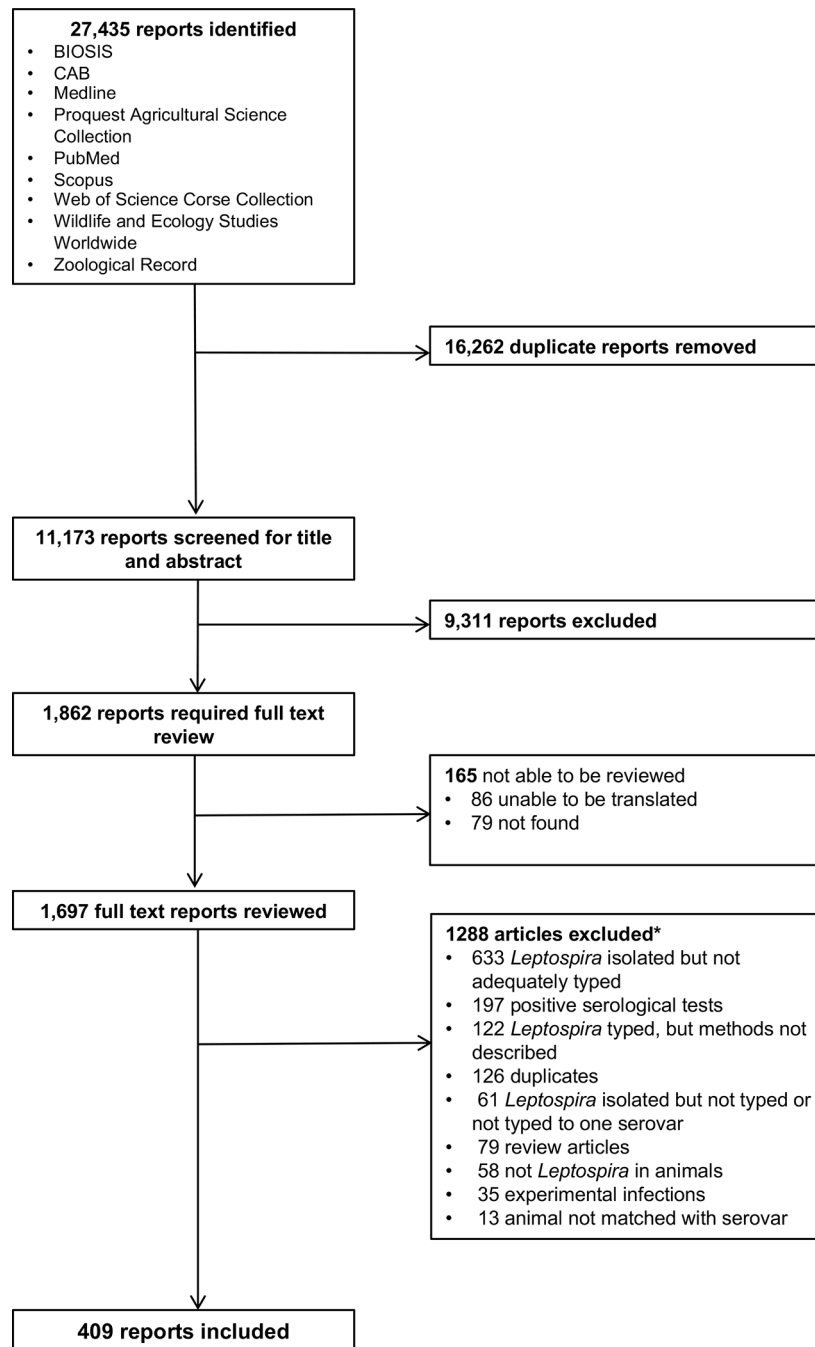 27,435 reports identified
• BIOSIS
• CAB
• Medline
• Proquest Agricultural Science
Collection
• PubMed
• Scopus
• Web of Science Corse Collection
• Wildlife and Ecology Studies
Worldwide
• Zoological Record
16,262 duplicate reports removed
11,173 reports screened for title
and abstract
9,311 reports excluded
1,862 reports required full text
review
165 not able to be reviewed
• 86 unable to be translated
• 79 not found
1,697 full text reports reviewed
1288 articles excluded*
• 633 Leptospira isolated but not
adequately typed
• 197 positive serological tests
• 122 Leptospira typed, but methods not
described
• 126 duplicates
• 61 Leptospira isolated but not typed or
not typed to one serovar
• 79 review articles
• 58 not Leptospira in animals
• 35 experimental infections
• 13 animal not matched with serovar
409 reports included